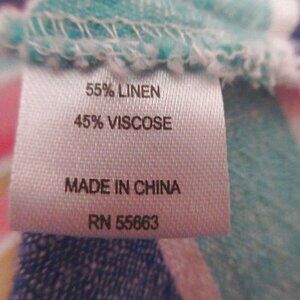 55% LINEN
45% VISCOSE
MADE IN CHINA
RN 55663